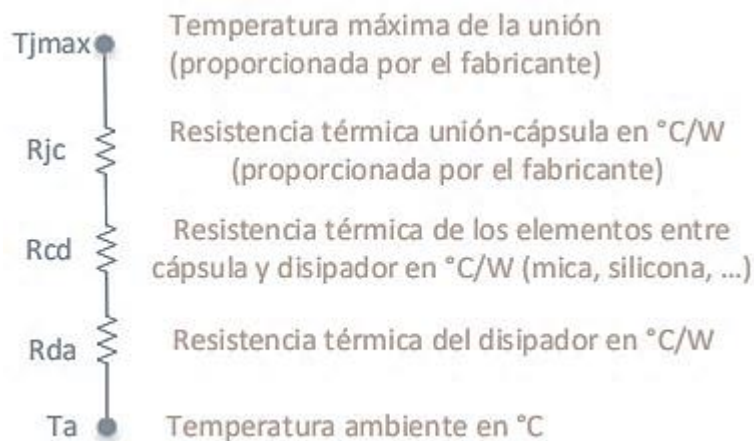 Tjmax
Temperatura máxima de la unión
(proporcionada por el fabricante)
Rjc
Resistencia térmica unión-cápsula en °C/W
(proporcionada por el fabricante)
Rcd
Resistencia térmica de los elementos entre
cápsula y disipador en °C/W (mica, silicona, ...)
Rda
Resistencia térmica del disipador en °C/W
Ta
Temperatura ambiente en °C